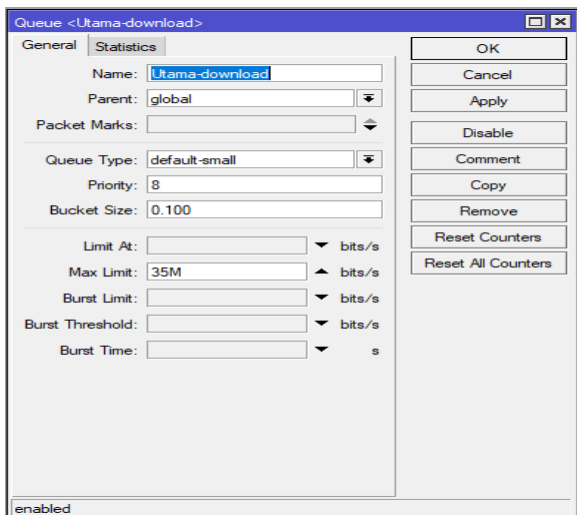 Queue <Utama-download>
General Statistics
Name: Utama-download
Parent: global
Packet Marks:
Queue Type: default-small
Priority: 8
Bucket Size: 0.100
Limit At: bits/s
Max Limit: 35M bits/s
Burst Limit: bits/s
Burst Threshold: bits/s
Burst Time: s
OK
Cancel
Apply
Disable
Comment
Copy
Remove
Reset Counters
Reset All Counters
enabled